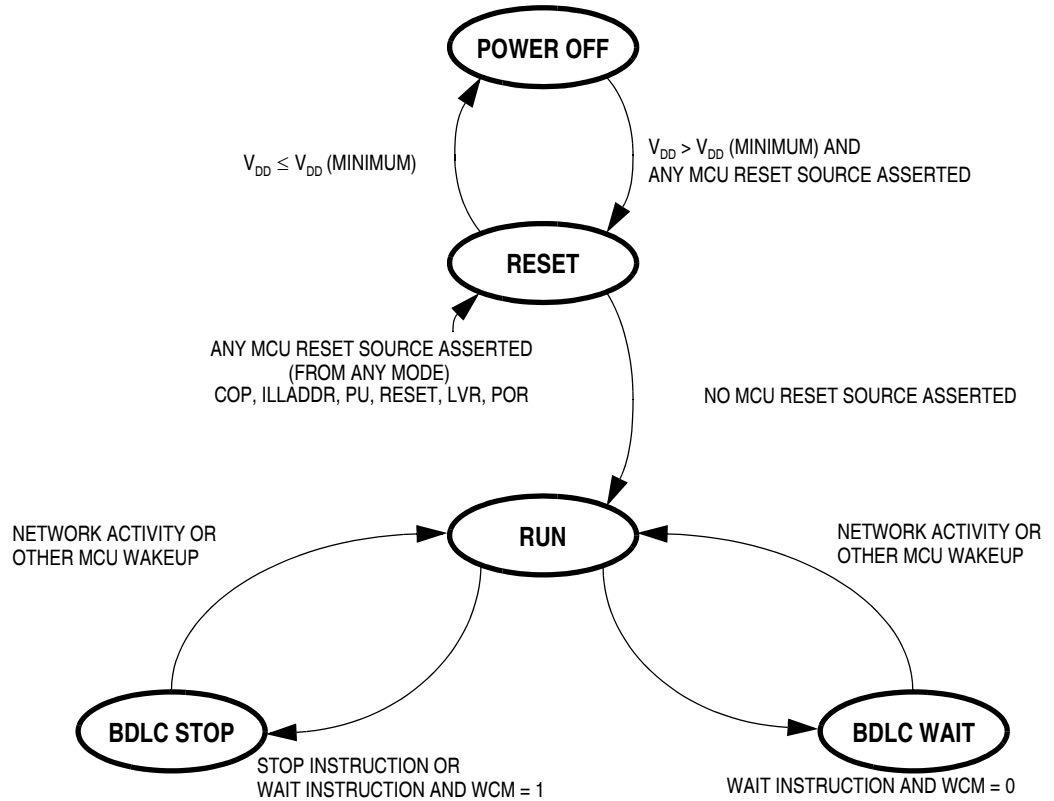 POWER OFF
V_DD ≤ V_DD (MINIMUM)
V_DD > V_DD (MINIMUM) AND
ANY MCU RESET SOURCE ASSERTED
RESET
ANY MCU RESET SOURCE ASSERTED
(FROM ANY MODE)
COP, ILLADDR, PU, RESET, LVR, POR
NO MCU RESET SOURCE ASSERTED
NETWORK ACTIVITY OR
OTHER MCU WAKEUP
RUN
NETWORK ACTIVITY OR
OTHER MCU WAKEUP
BDLC STOP
BDLC WAIT
STOP INSTRUCTION OR
WAIT INSTRUCTION AND WCM = 1
WAIT INSTRUCTION AND WCM = 0